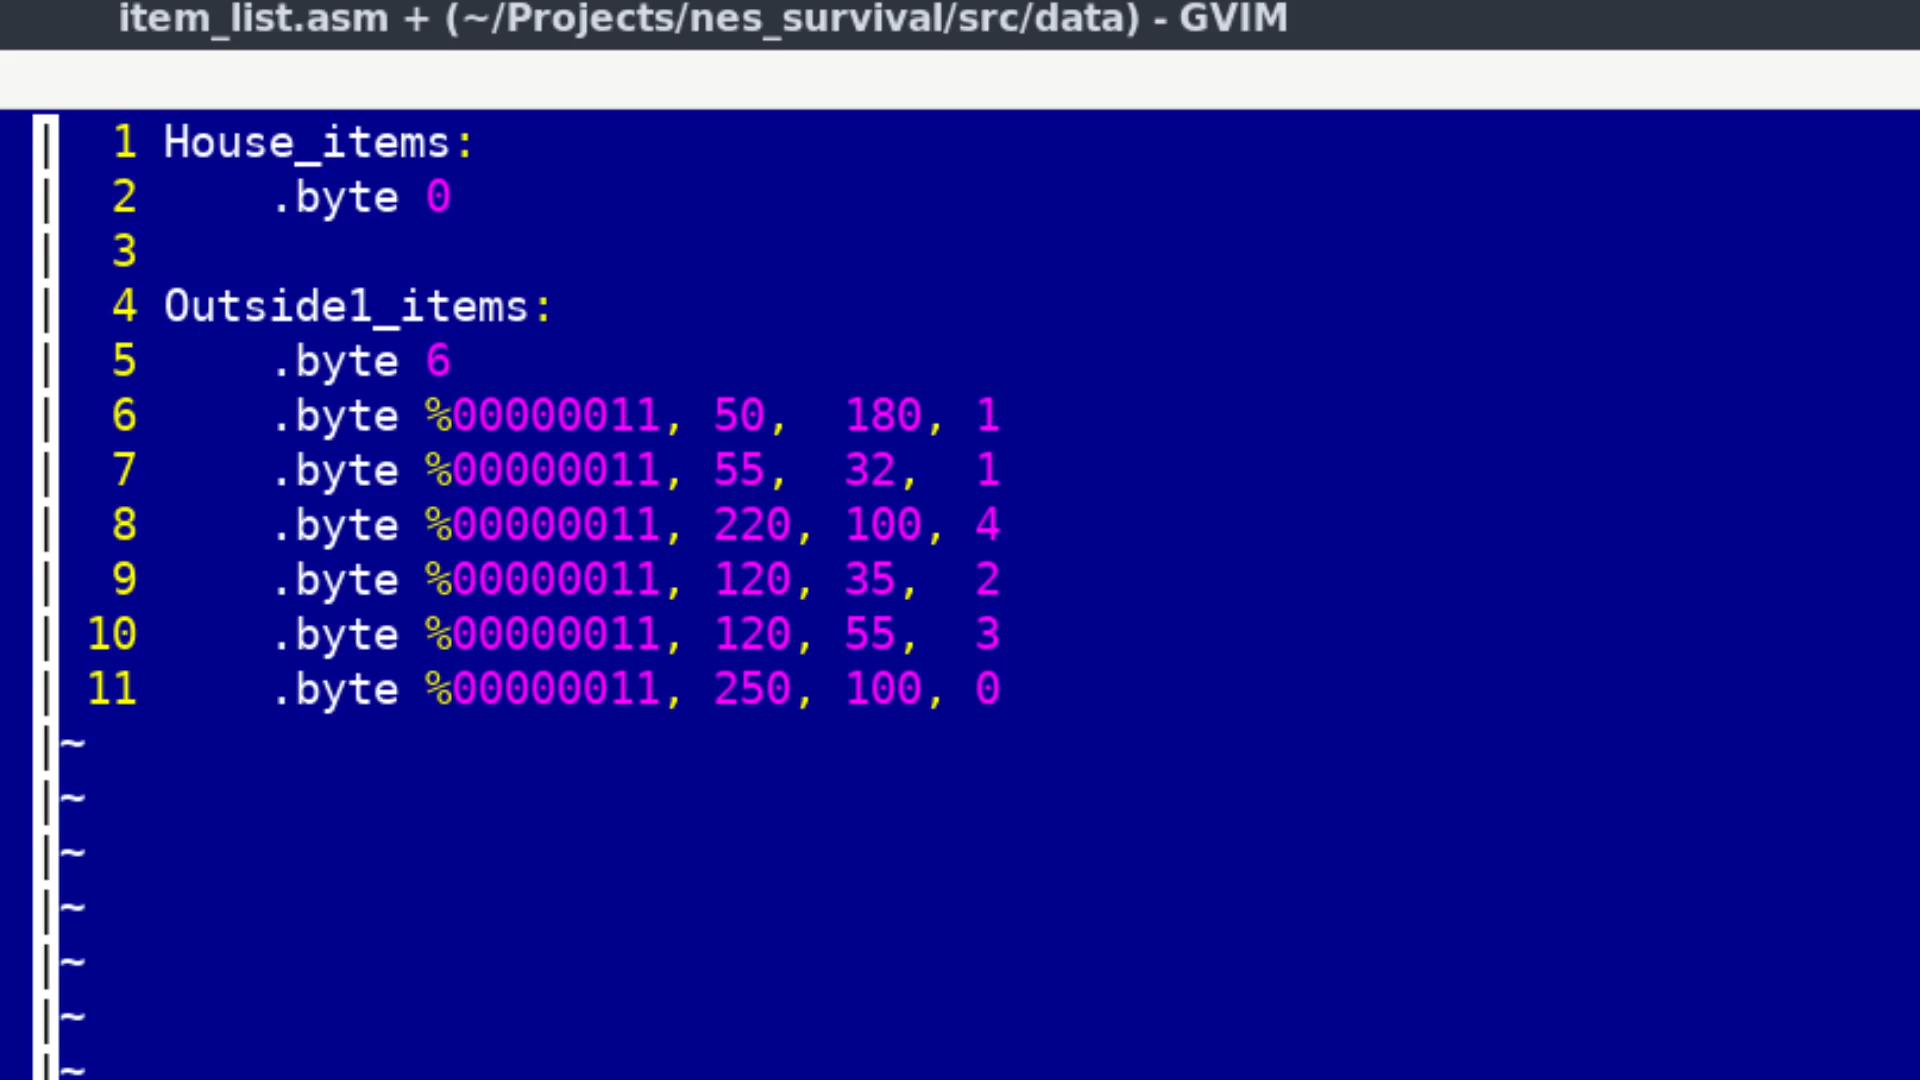 item_list.asm + (~/Projects/nes_survival/src/data) - GVIM
1 House_items:
2     .byte 0
3
4 Outside1_items:
5     .byte 6
6     .byte %00000011, 50,  180, 1
7     .byte %00000011, 55,  32,  1
8     .byte %00000011, 220, 100, 4
9     .byte %00000011, 120, 35,  2
10     .byte %00000011, 120, 55,  3
11     .byte %00000011, 250, 100, 0
~
~
~
~
~
~
~